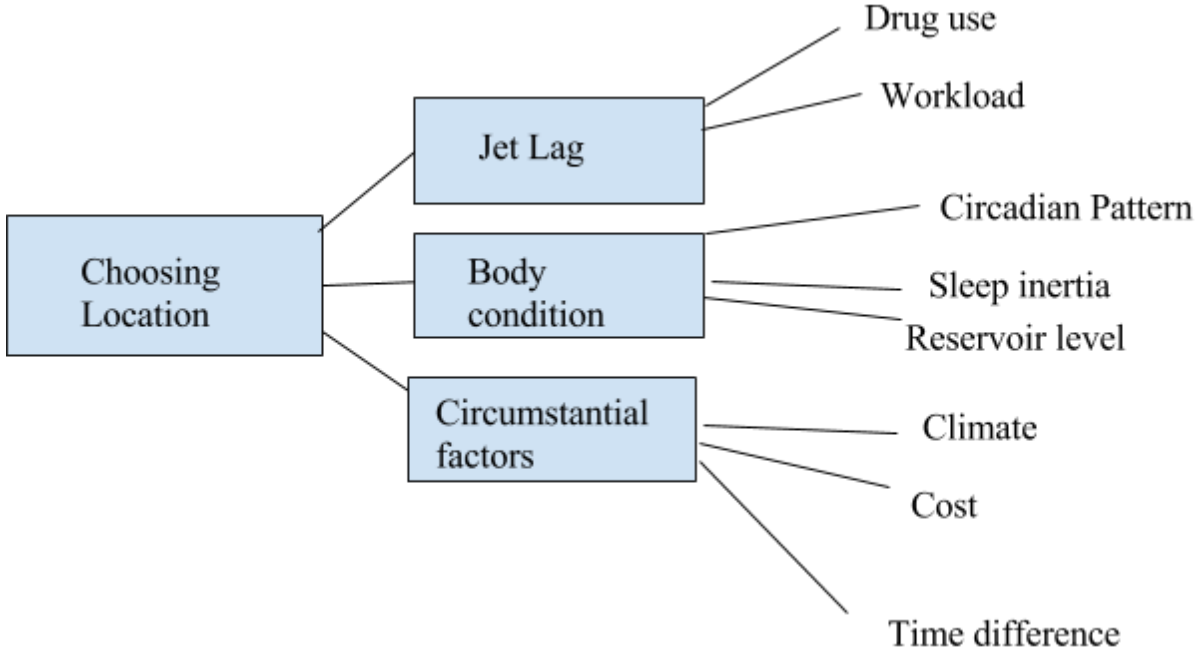 Drug use
Workload
Jet Lag
Circadian Pattern
Choosing
Location
Body
condition
Sleep inertia
Reservoir level
Circumstantial
factors
Climate
Cost
Time difference